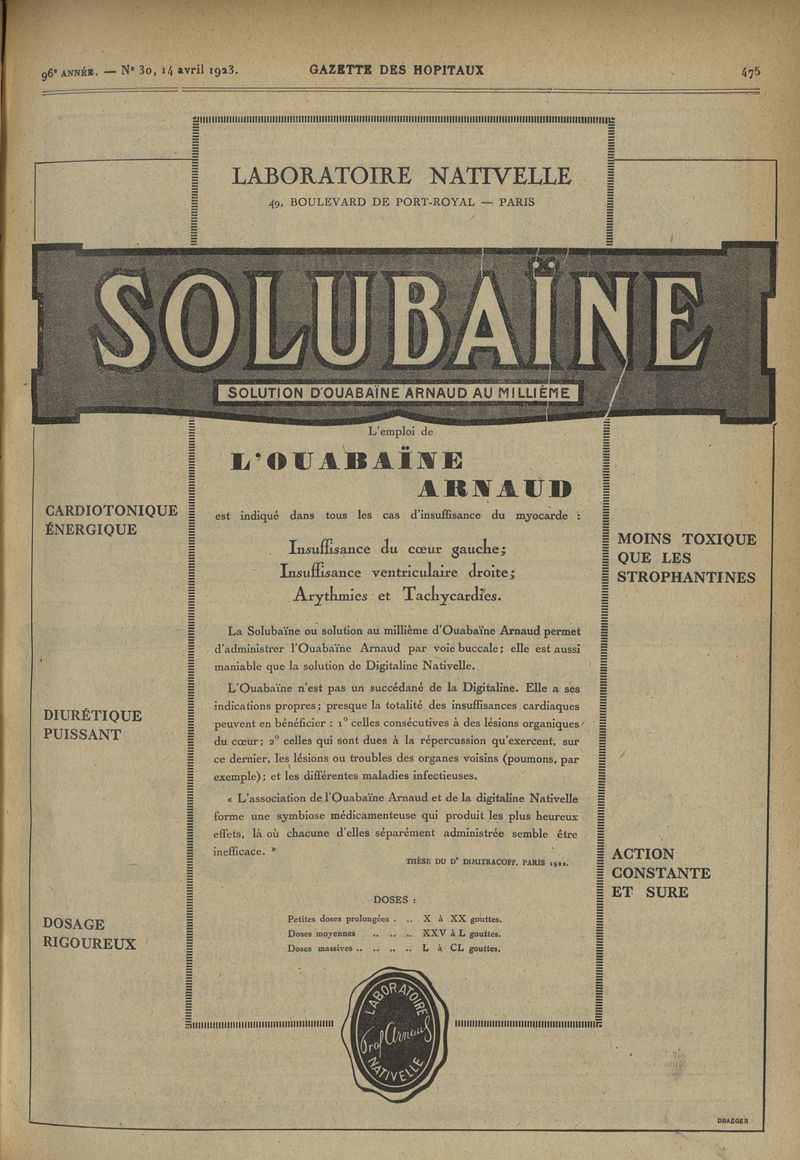 96e ANNÉE. — No 30, 14 avril 1923. GAZETTE DES HOPITAUX 475
LABORATOIRE NATIVELLE
49, BOULEVARD DE PORT-ROYAL — PARIS
SOLUBAÏNE
SOLUTION D'OUABAÏNE ARNAUD AU MILLIÈME
L'emploi de
L'OUABAÏNE
ARNAUD
est indiqué dans tous les cas d'insuffisance du myocarde :
Insuffisance du cœur gauche;
Insuffisance ventriculaire droite;
Arythmies et Tachycardies.
La Solubaïne ou solution au millième d'Ouabaïne Arnaud permet
d'administrer l'Ouabaïne Arnaud par voie buccale; elle est aussi
maniable que la solution de Digitaline Nativelle.
L'Ouabaïne n'est pas un succédané de la Digitaline. Elle a ses
indications propres; presque la totalité des insuffisances cardiaques
peuvent en bénéficier : 1o celles consécutives à des lésions organiques
du cœur; 2o celles qui sont dues à la répercussion qu'exercent, sur
ce dernier, les lésions ou troubles des organes voisins (poumons, par
exemple); et les différentes maladies infectieuses.
« L'association de l'Ouabaïne Arnaud et de la digitaline Nativelle
forme une symbiose médicamenteuse qui produit les plus heureux
effets, là où chacune d'elles séparément administrée semble être
inefficace. »
THÈSE DU Dr DIMITRACOFF, PARIS 1922.
DOSES :
Petites doses prolongées . .. X à XX gouttes.
Doses moyennes .. .. .. XXV à L gouttes.
Doses massives .. .. .. .. L à CL gouttes.
CARDIOTONIQUE
ÉNERGIQUE
DIURÉTIQUE
PUISSANT
DOSAGE
RIGOUREUX
MOINS TOXIQUE
QUE LES
STROPHANTINES
ACTION
CONSTANTE
ET SURE
LABORATOIRE
Prof Arnaud
NATIVELLE
DRAEGER